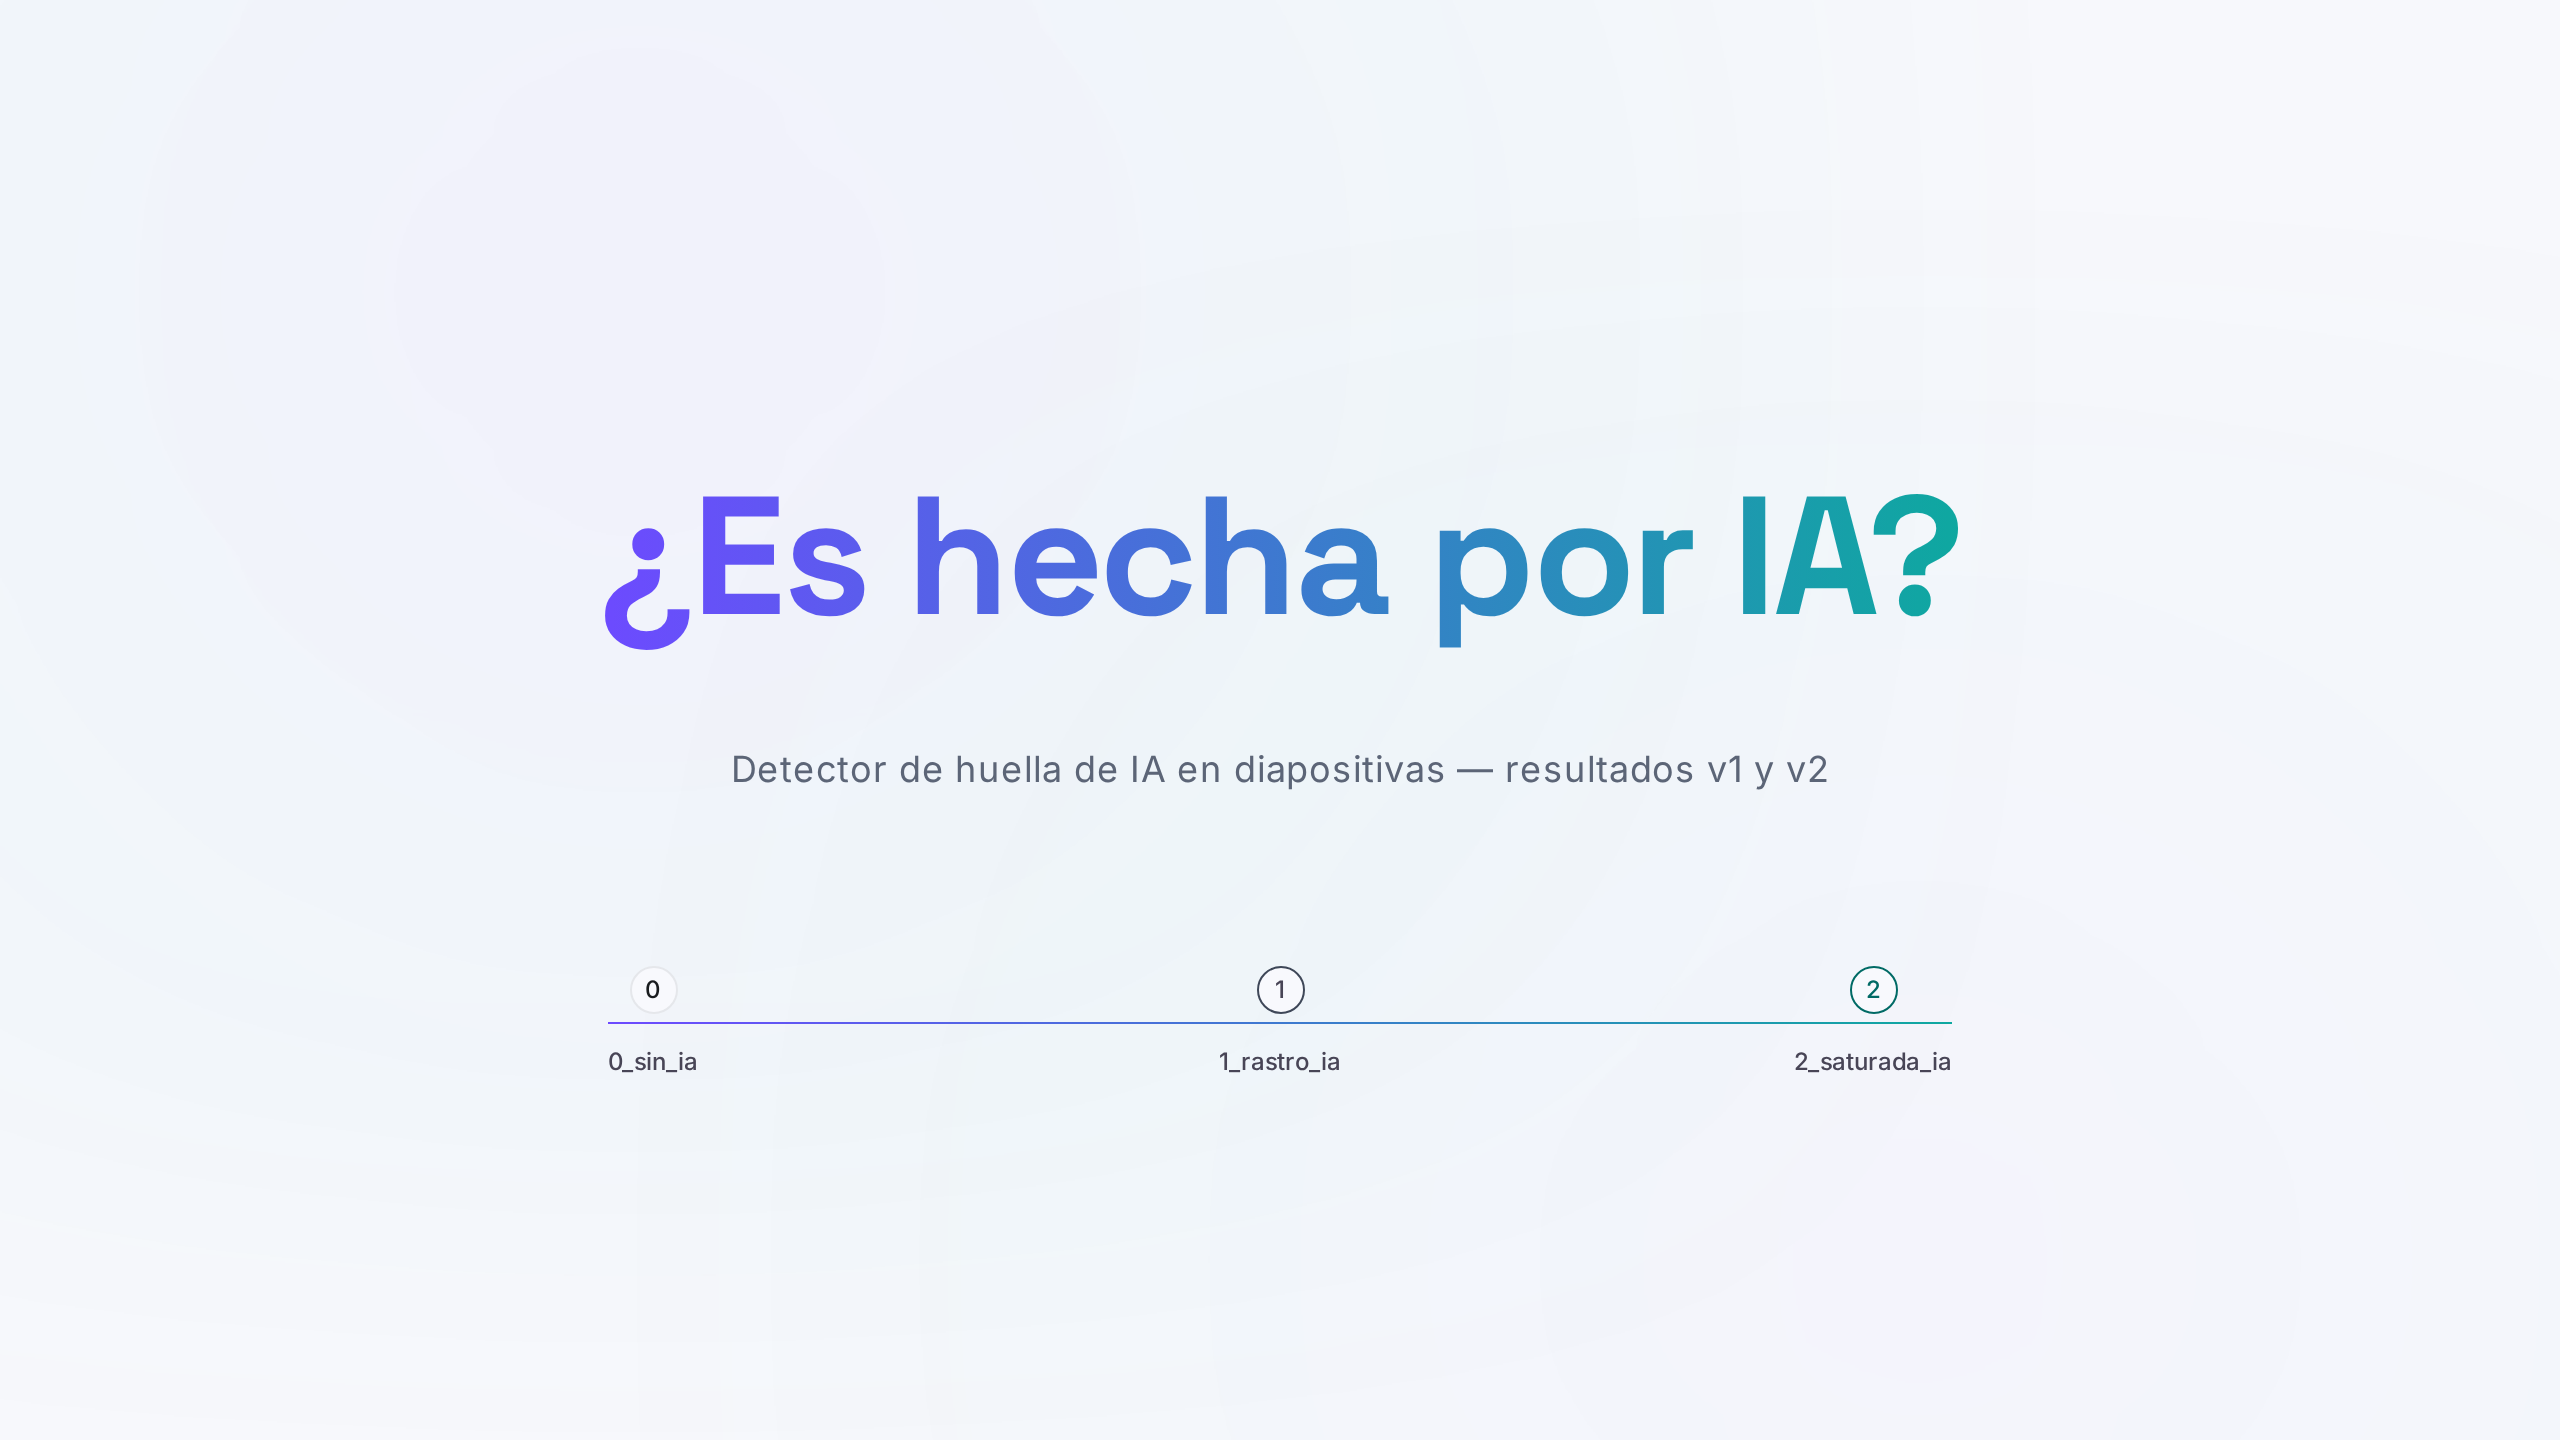 ¿Es hecha por IA?
Detector de huella de IA en diapositivas — resultados v1 y v2
0 1 2
0_sin_ia 1_rastro_ia 2_saturada_ia